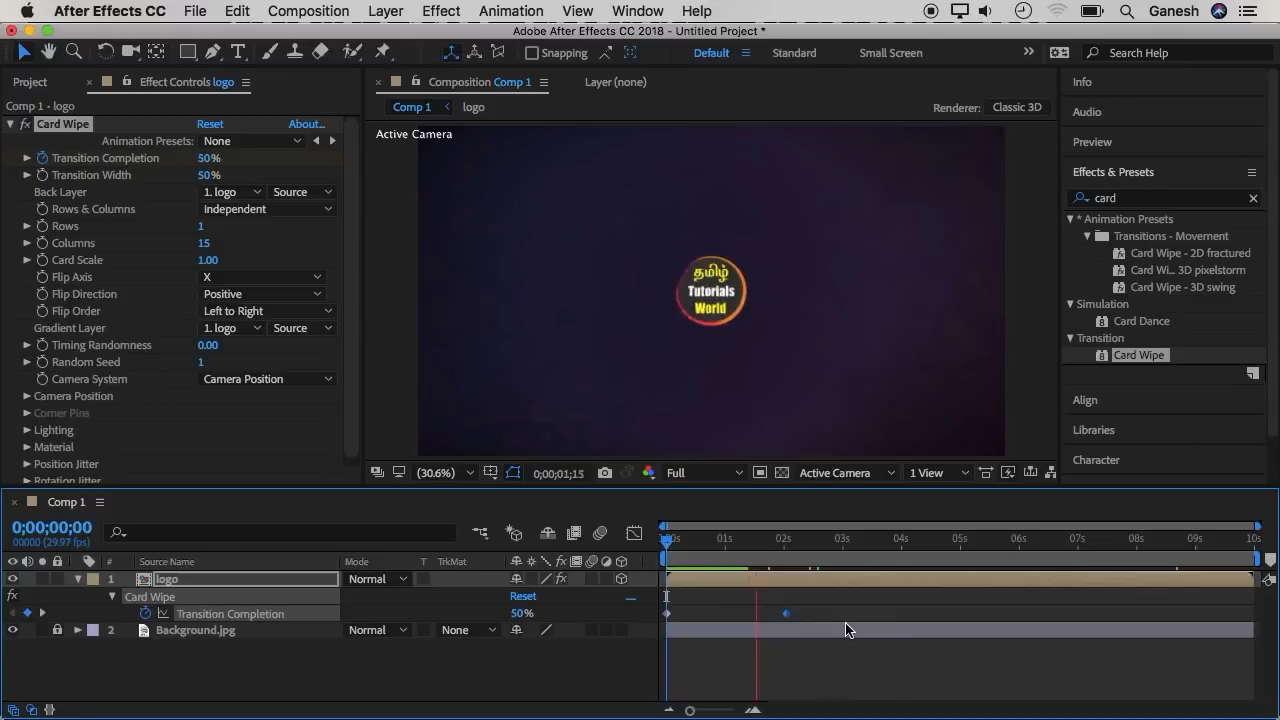 After Effects CC File Edit Composition Layer Effect Animation View Window Help Ganesh
Adobe After Effects CC 2018 - Untitled Project *
Snapping Default Standard Small Screen Search Help
Project Effect Controls logo Composition Comp 1 Layer (none) Info
Comp 1 - logo Comp 1 logo Renderer: Classic 3D Audio
fx Card Wipe Reset About... Active Camera Preview
Animation Presets: None
Transition Completion 50%
Transition Width 50% Effects & Presets
Back Layer 1. logo Source card
Rows & Columns Independent
Rows 1 * Animation Presets
Columns 15 Transitions - Movement
Card Scale 1.00 Card Wipe - 2D fractured
Flip Axis X Card Wi... 3D pixelstorm
Flip Direction Positive Card Wipe - 3D swing
Flip Order Left to Right Simulation
Gradient Layer 1. logo Source Card Dance
Timing Randomness 0.00 Transition
Random Seed 1 Card Wipe
Camera System Camera Position
Camera Position Align
Corner Pins
Lighting Libraries
Material
Position Jitter Character
Rotation Jitter
தமிழ்
Tutorials
World
(30.6%) 0;00;01;15 Full Active Camera 1 View
Comp 1
0;00;00;00
00000 (29.97 fps)
:00s 01s 02s 03s 04s 05s 06s 07s 08s 09s 10s
# Source Name Mode T TrkMat
1 logo Normal fx
fx Card Wipe Reset
Transition Completion 50%
2 Background.jpg Normal None